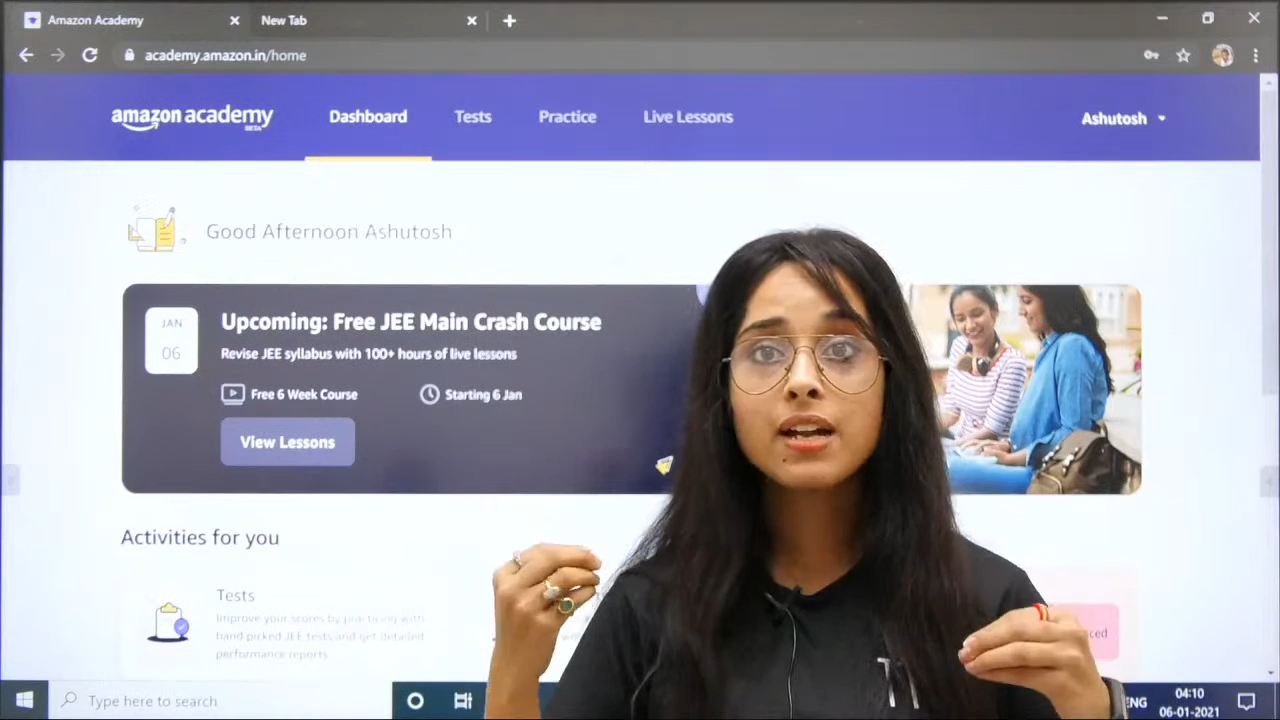 Amazon Academy
New Tab
academy.amazon.in/home
amazon academy
BETA
Dashboard
Tests
Practice
Live Lessons
Ashutosh
Good Afternoon Ashutosh
JAN
06
Upcoming: Free JEE Main Crash Course
Revise JEE syllabus with 100+ hours of live lessons
Free 6 Week Course
Starting 6 Jan
View Lessons
Activities for you
Tests
Improve your scores by practicing with
hand picked JEE tests and get detailed
performance reports.
Type here to search
ENG
04:10
06-01-2021